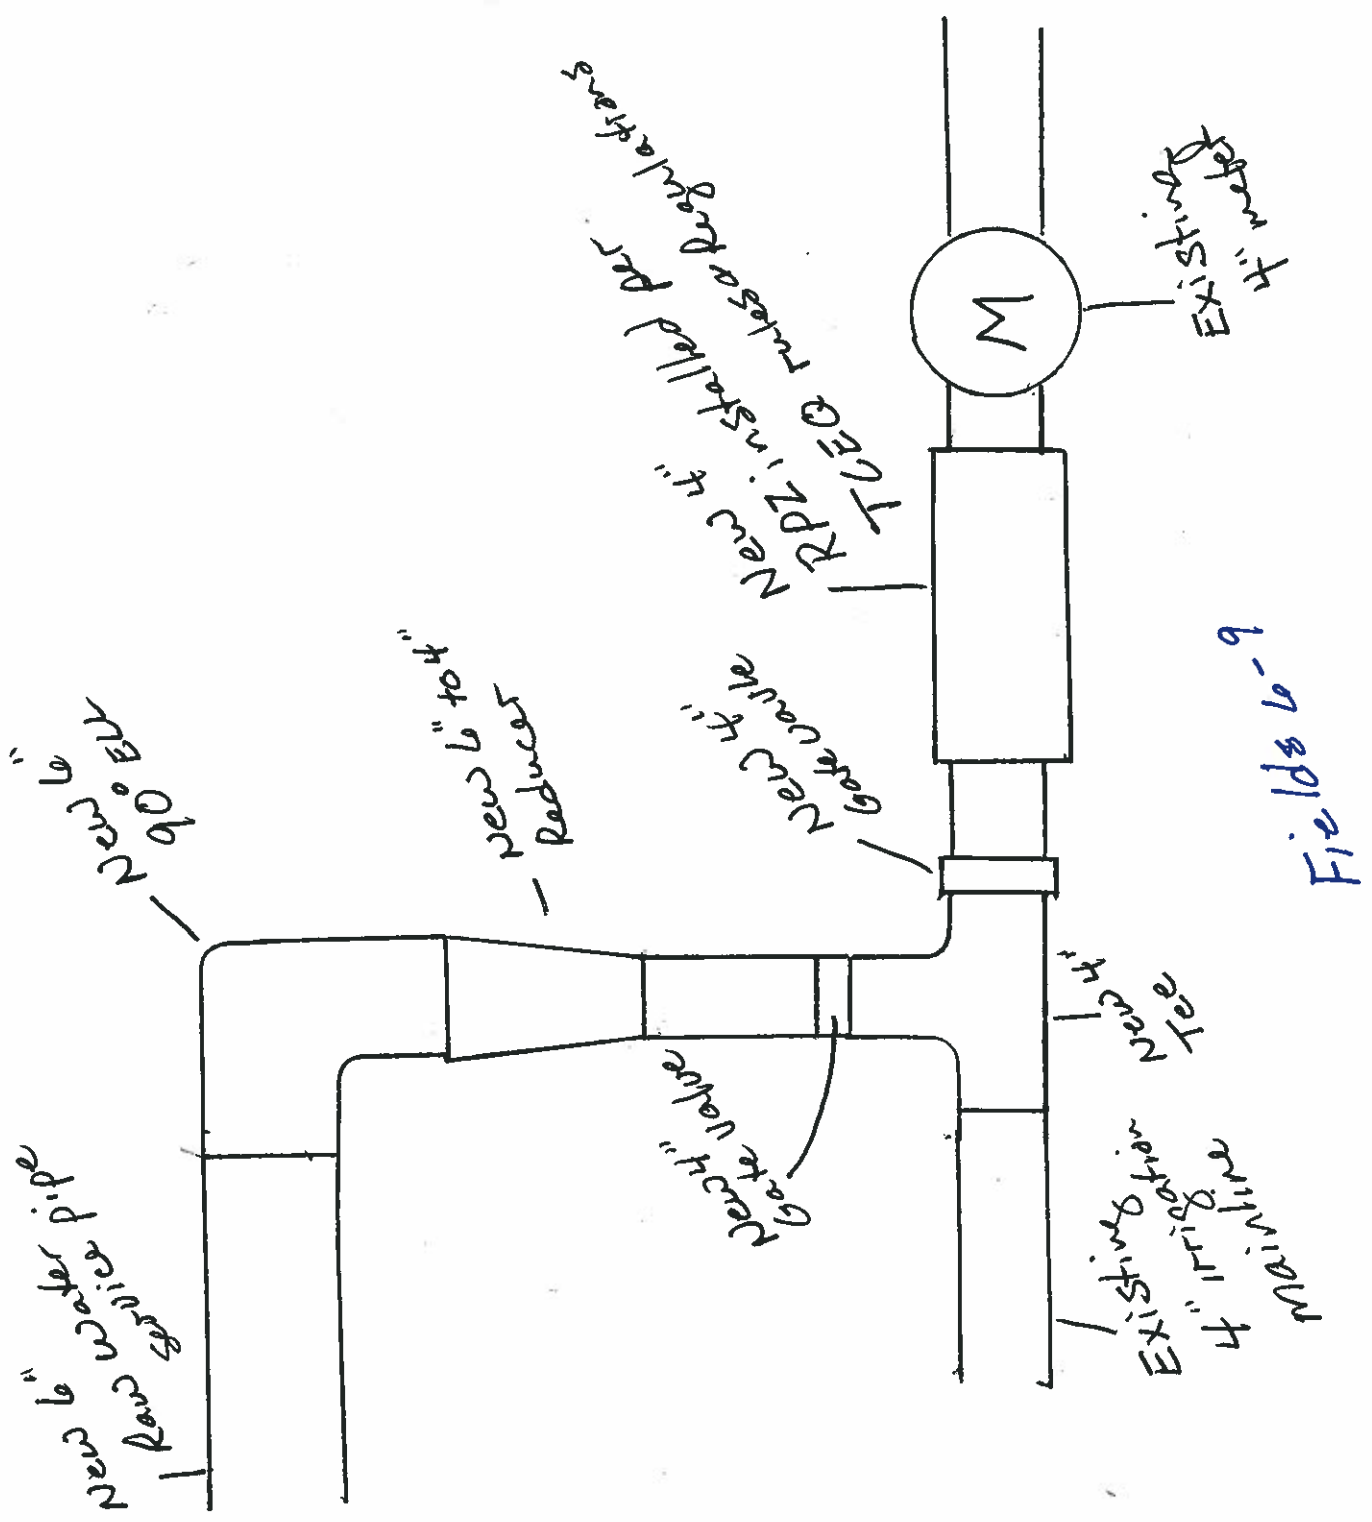 New 6"
Raw water
service pipe
New 6"
90° Ell
New 6" to 4"
Reducer
New 4"
Gate valve
New 4"
Gate valve
New 4"
RPZ installed per
TCEQ rules & Regulations
M
Existing
4" meter
New 4"
Tee
Existing
4" irrigation
Mainline
Fields 6-9